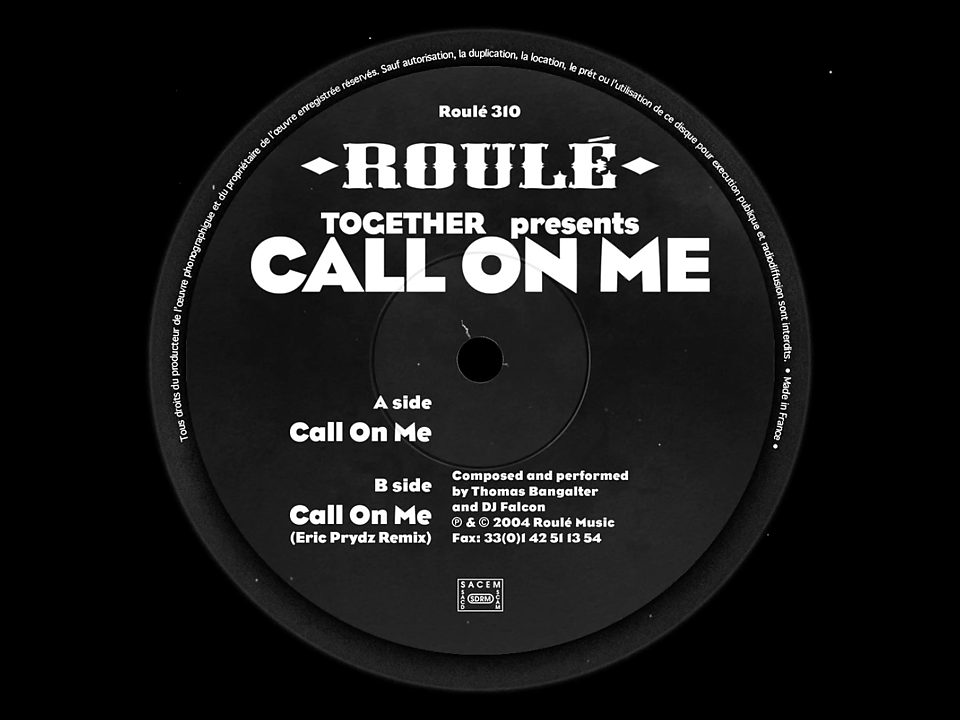 Tous droits du producteur de l'œuvre phonographique et du propriétaire de l'œuvre enregistrée réservés. Sauf autorisation, la duplication, la location, le prét ou l'utilisation de ce disque pour execution publique et radiodiffusion sont interdits. • Made in France •
Roulé 310
ROULÉ
TOGETHER presents
CALL ON ME
A side
Call On Me
B side
Call On Me
(Eric Prydz Remix)
Composed and performed
by Thomas Bangalter
and DJ Falcon
℗ & © 2004 Roulé Music
Fax: 33(0)1 42 51 13 54
SACEM
SACD
SDRM
SCAM